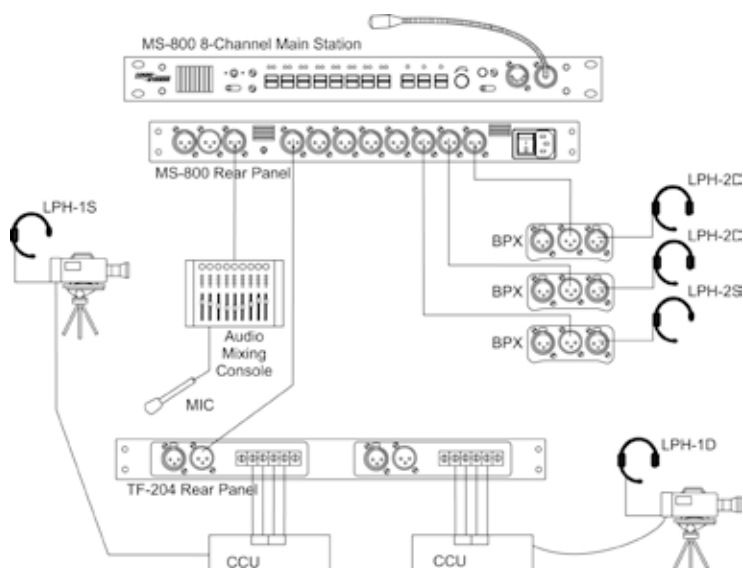 MS-800 8-Channel Main Station
MS-800 Rear Panel
LPH-1S
LPH-2D
BPX
LPH-2D
BPX
LPH-2S
BPX
Audio
Mixing
Console
MIC
LPH-1D
TF-204 Rear Panel
CCU
CCU